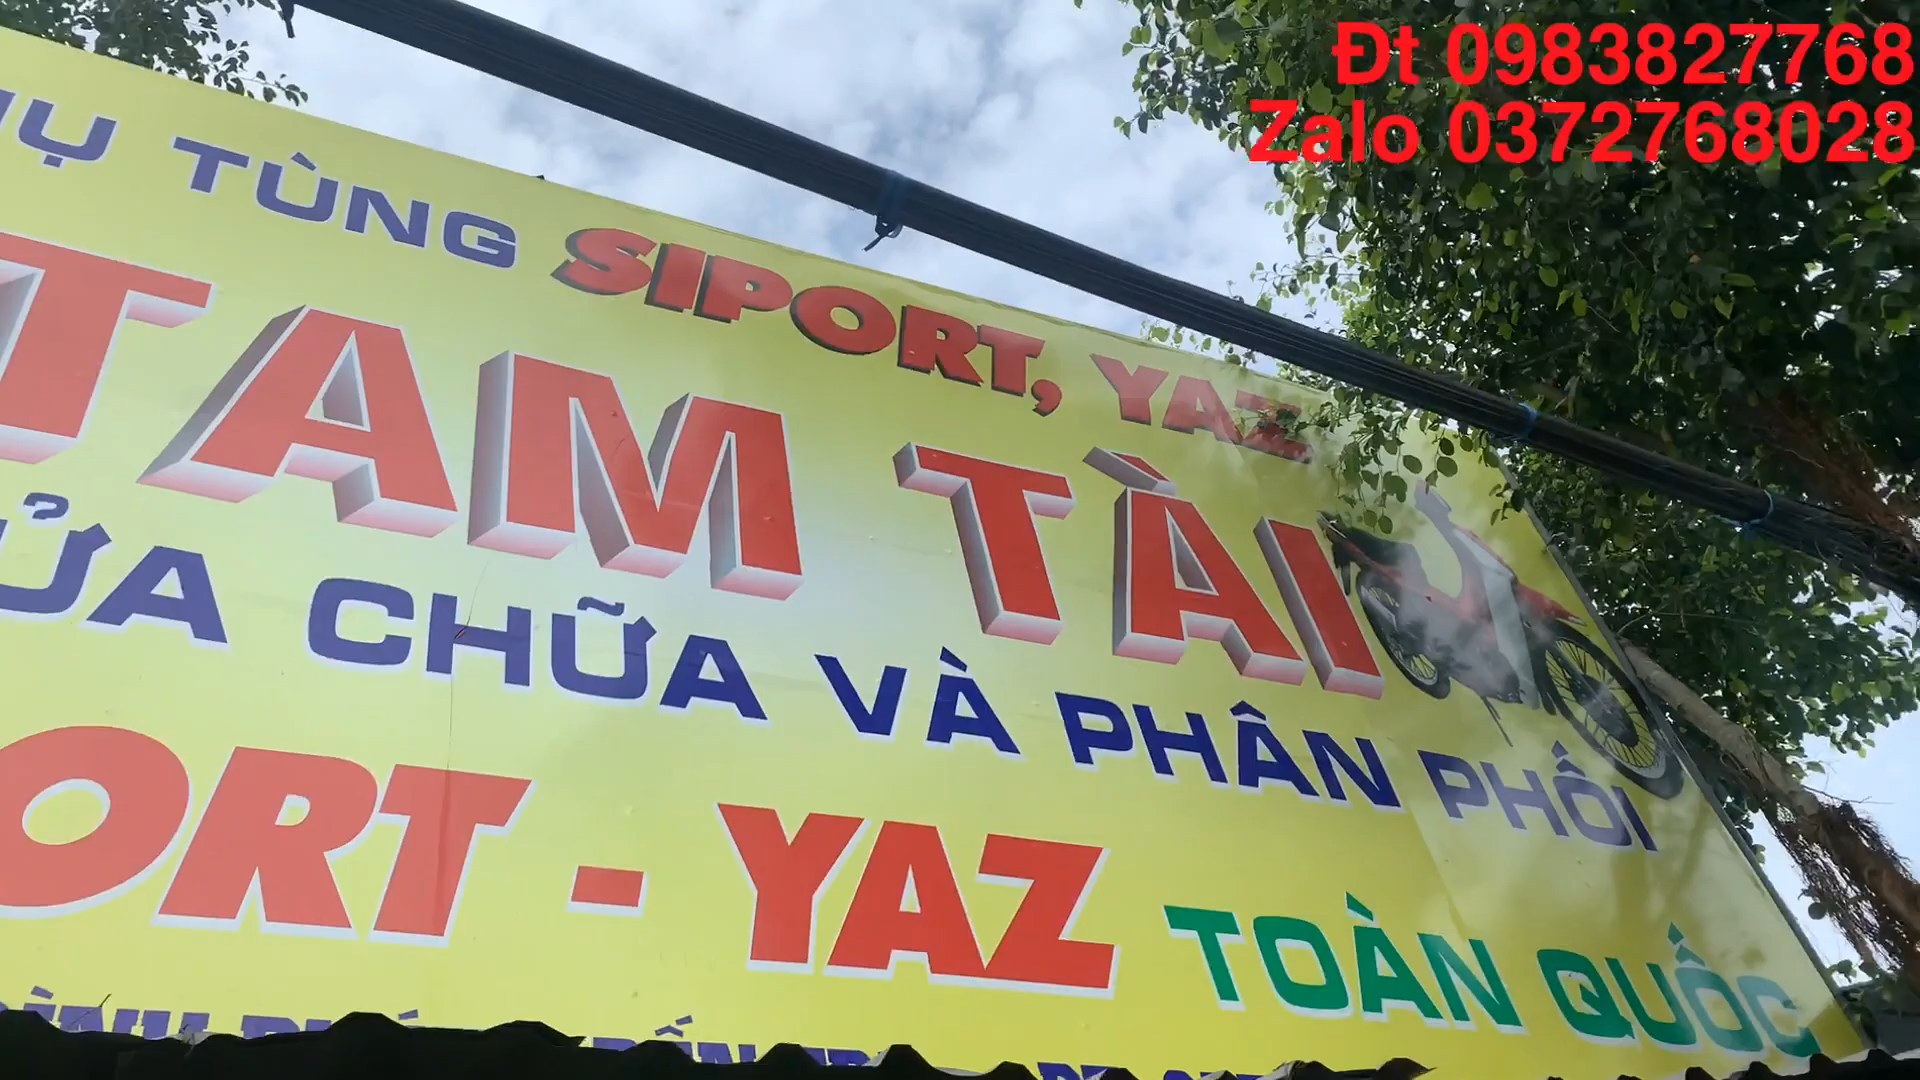 Đt 0983827768
Zalo 0372768028
TÙNG SIPORT, YAZ
TAM TÀI
CHỮA VÀ PHÂN PHỐI
ORT - YAZ TOÀN QUỐC